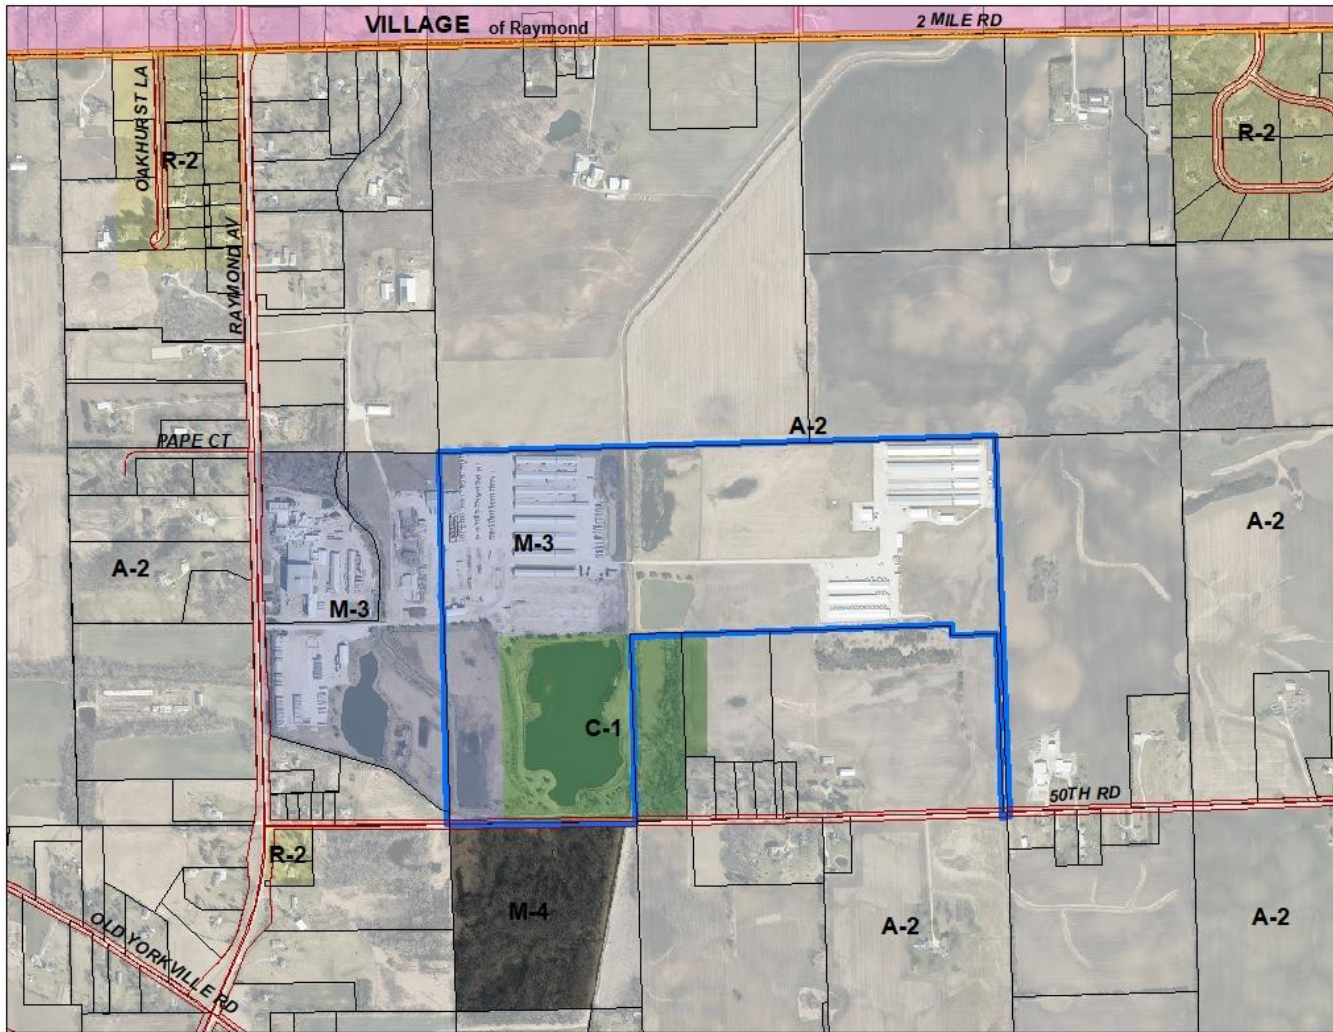 VILLAGE of Raymond
2 MILE RD
OAKHURST LA
R-2
R-2
RAYMOND AV
A-2
PAPE CT
A-2
M-3
A-2
M-3
C-1
50TH RD
R-2
M-4
A-2
A-2
OLD YORKVILLE RD